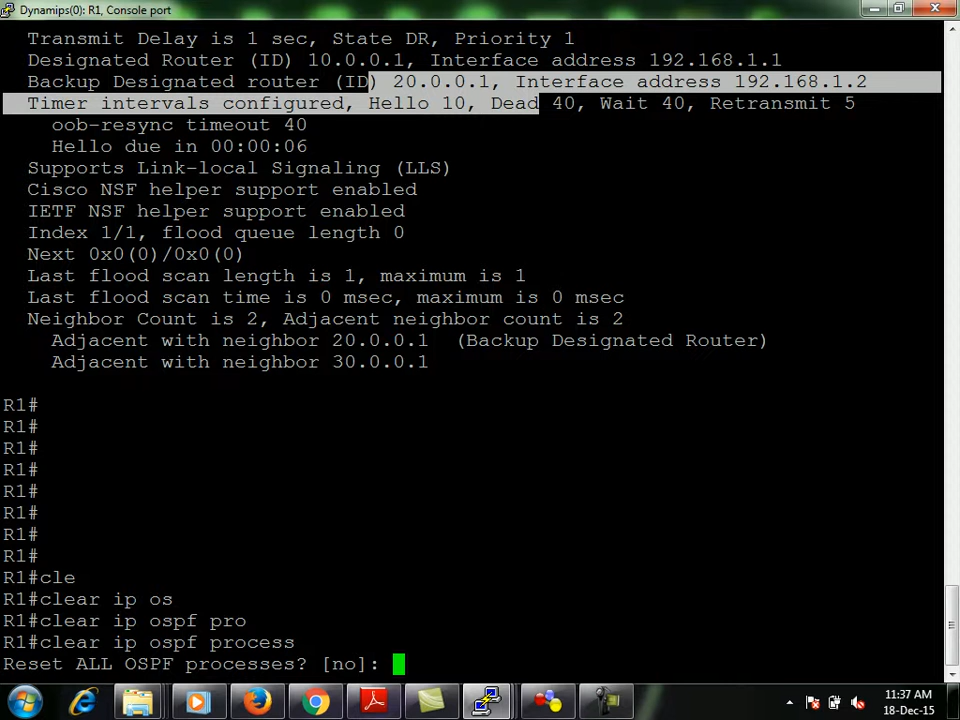 Dynamips(0): R1, Console port
Transmit Delay is 1 sec, State DR, Priority 1
Designated Router (ID) 10.0.0.1, Interface address 192.168.1.1
Backup Designated router (ID) 20.0.0.1, Interface address 192.168.1.2
Timer intervals configured, Hello 10, Dead 40, Wait 40, Retransmit 5
oob-resync timeout 40
Hello due in 00:00:06
Supports Link-local Signaling (LLS)
Cisco NSF helper support enabled
IETF NSF helper support enabled
Index 1/1, flood queue length 0
Next 0x0(0)/0x0(0)
Last flood scan length is 1, maximum is 1
Last flood scan time is 0 msec, maximum is 0 msec
Neighbor Count is 2, Adjacent neighbor count is 2
Adjacent with neighbor 20.0.0.1  (Backup Designated Router)
Adjacent with neighbor 30.0.0.1
R1#
R1#
R1#
R1#
R1#
R1#
R1#
R1#
R1#cle
R1#clear ip os
R1#clear ip ospf pro
R1#clear ip ospf process
Reset ALL OSPF processes? [no]:
11:37 AM
18-Dec-15